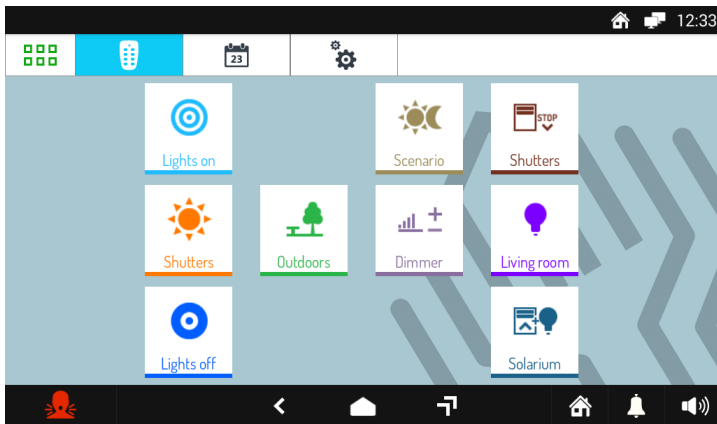 12:33
23
Lights on
Scenario
STOP
Shutters
Shutters
Outdoors
Dimmer
Living room
Lights off
Solarium